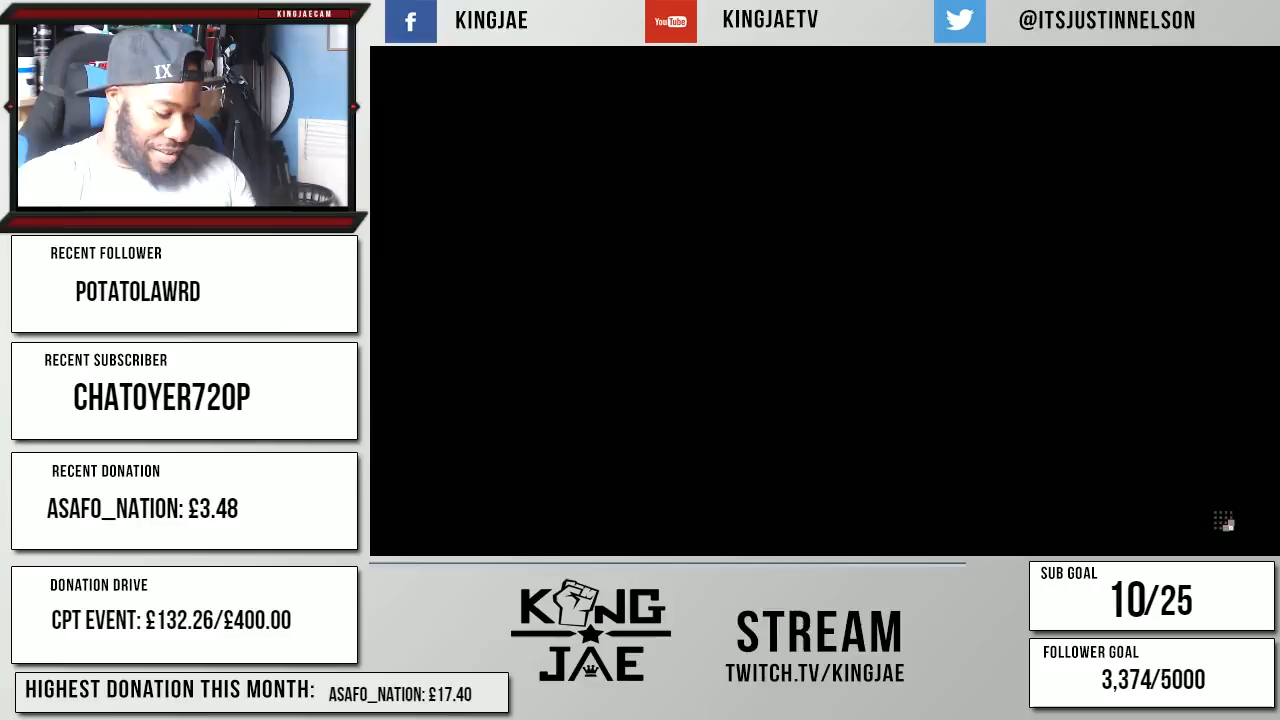 KINGJAECAM
IX
KINGJAE
YouTube
KINGJAETV
@ITSJUSTINNELSON
RECENT FOLLOWER
POTATOLAWRD
RECENT SUBSCRIBER
CHATOYER720P
RECENT DONATION
ASAFO_NATION: £3.48
DONATION DRIVE
CPT EVENT: £132.26/£400.00
HIGHEST DONATION THIS MONTH: ASAFO_NATION: £17.40
KING
JAE
STREAM
TWITCH.TV/KINGJAE
SUB GOAL
10/25
FOLLOWER GOAL
3,374/5000